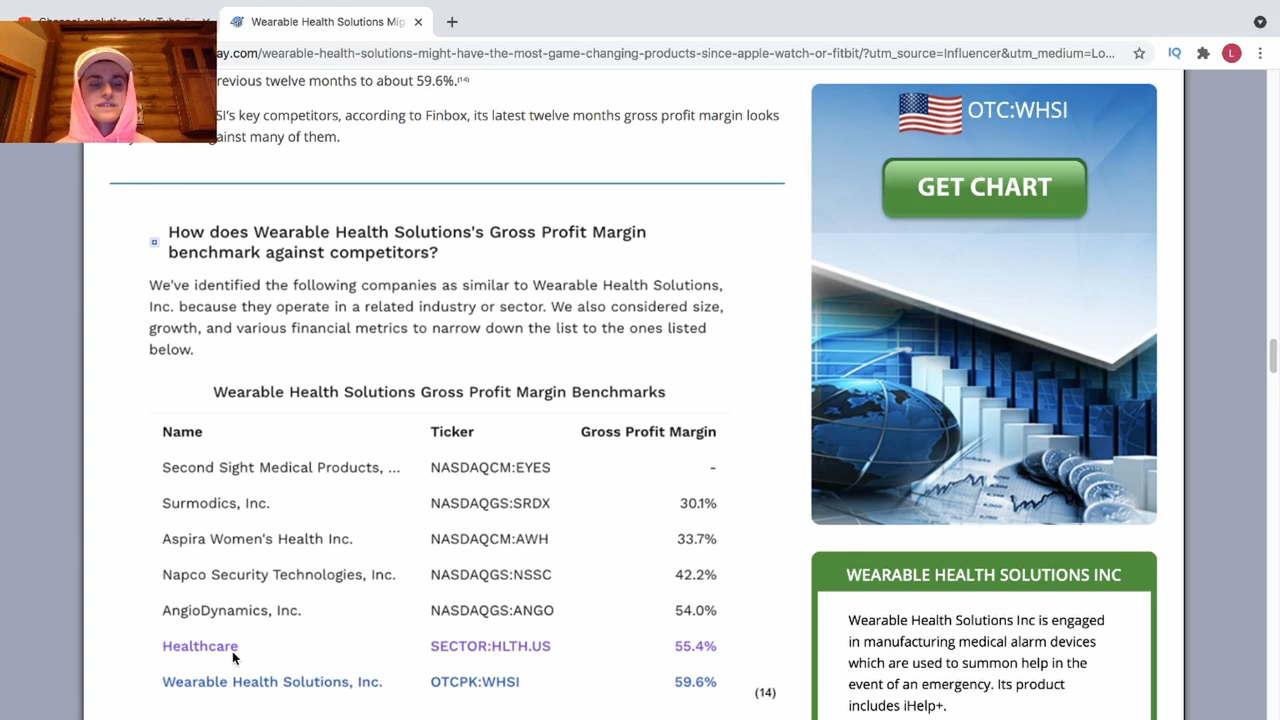 Channel analytics - YouTube S
Wearable Health Solutions Mig
ay.com/wearable-health-solutions-might-have-the-most-game-changing-products-since-apple-watch-or-fitbit/?utm_source=Influencer&utm_medium=Lo...
IQ
L
revious twelve months to about 59.6%.(14)
SI's key competitors, according to Finbox, its latest twelve months gross profit margin looks
ainst many of them.
OTC:WHSI
GET CHART
How does Wearable Health Solutions's Gross Profit Margin
benchmark against competitors?
We've identified the following companies as similar to Wearable Health Solutions,
Inc. because they operate in a related industry or sector. We also considered size,
growth, and various financial metrics to narrow down the list to the ones listed
below.
Wearable Health Solutions Gross Profit Margin Benchmarks
Name Ticker Gross Profit Margin
Second Sight Medical Products, ... NASDAQCM:EYES -
Surmodics, Inc. NASDAQGS:SRDX 30.1%
Aspira Women's Health Inc. NASDAQCM:AWH 33.7%
Napco Security Technologies, Inc. NASDAQGS:NSSC 42.2%
AngioDynamics, Inc. NASDAQGS:ANGO 54.0%
Healthcare SECTOR:HLTH.US 55.4%
Wearable Health Solutions, Inc. OTCPK:WHSI 59.6%
(14)
WEARABLE HEALTH SOLUTIONS INC
Wearable Health Solutions Inc is engaged
in manufacturing medical alarm devices
which are used to summon help in the
event of an emergency. Its product
includes iHelp+.